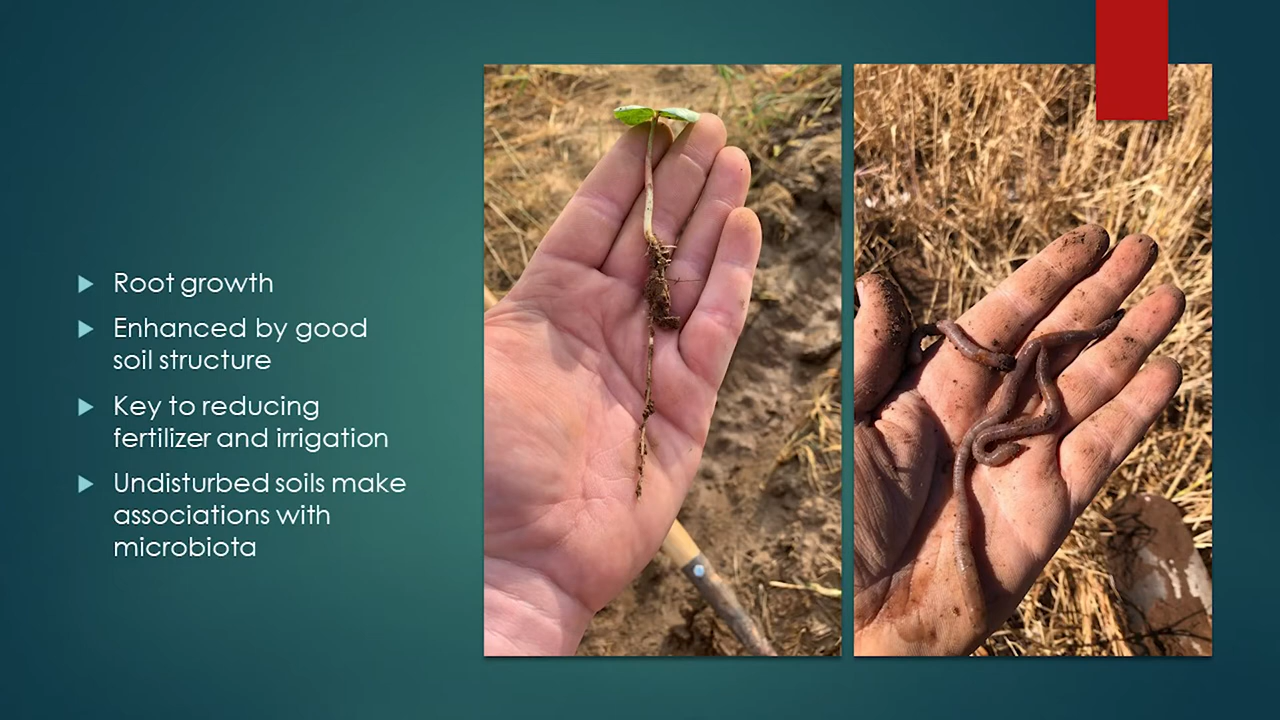 Root growth
Enhanced by good
soil structure
Key to reducing
fertilizer and irrigation
Undisturbed soils make
associations with
microbiota